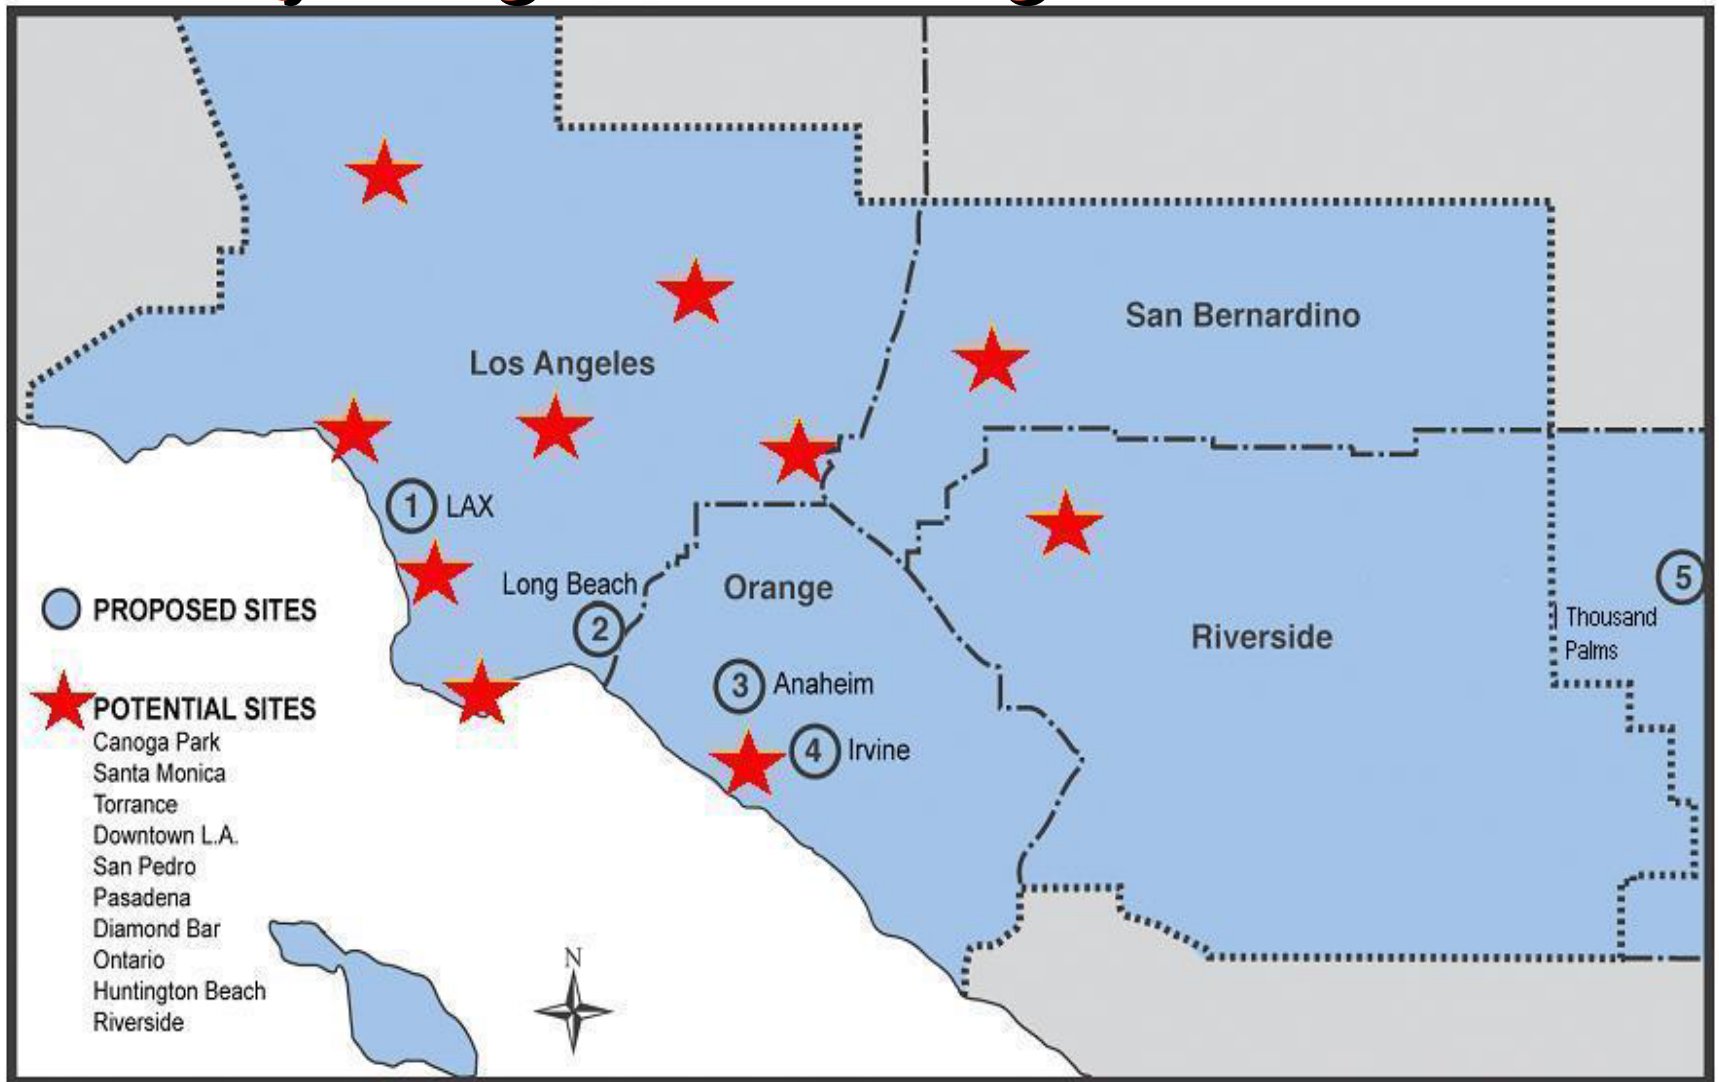 San Bernardino
Los Angeles
1 LAX
Long Beach
2
Orange
5
Thousand
Palms
Riverside
3 Anaheim
4 Irvine
PROPOSED SITES
POTENTIAL SITES
Canoga Park
Santa Monica
Torrance
Downtown L.A.
San Pedro
Pasadena
Diamond Bar
Ontario
Huntington Beach
Riverside
N